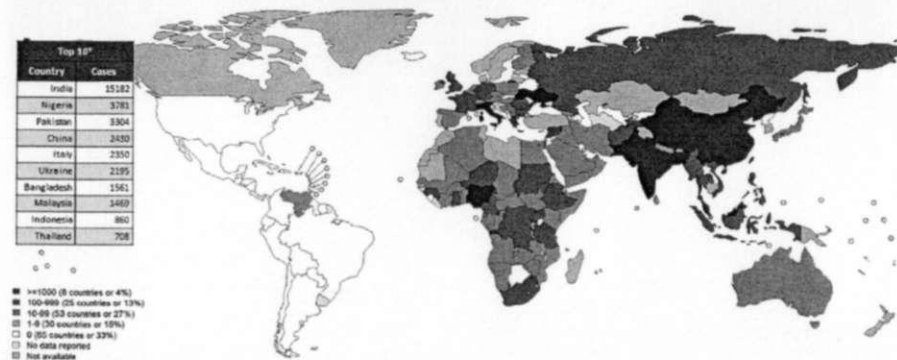 Top 10*
Country Cases
India 15182
Nigeria 3781
Pakistan 3304
China 2430
Italy 2350
Ukraine 2195
Bangladesh 1561
Malaysia 1469
Indonesia 860
Thailand 708
>=1000 (8 countries or 4%)
100-999 (25 countries or 13%)
10-99 (53 countries or 27%)
1-9 (30 countries or 15%)
0 (65 countries or 33%)
No data reported
Not available